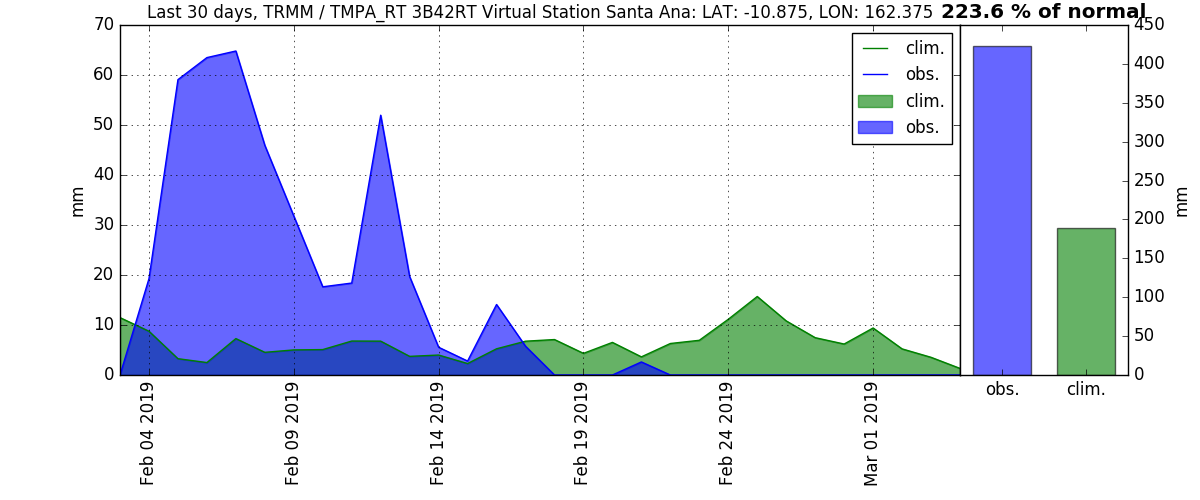 Last 30 days, TRMM / TMPA_RT 3B42RT Virtual Station Santa Ana: LAT: -10.875, LON: 162.375 223.6 % of normal
70
60
50
40
30
20
10
0
mm
clim.
obs.
clim.
obs.
450
400
350
300
250
200
150
100
50
0
mm
obs. clim.
Feb 04 2019
Feb 09 2019
Feb 14 2019
Feb 19 2019
Feb 24 2019
Mar 01 2019